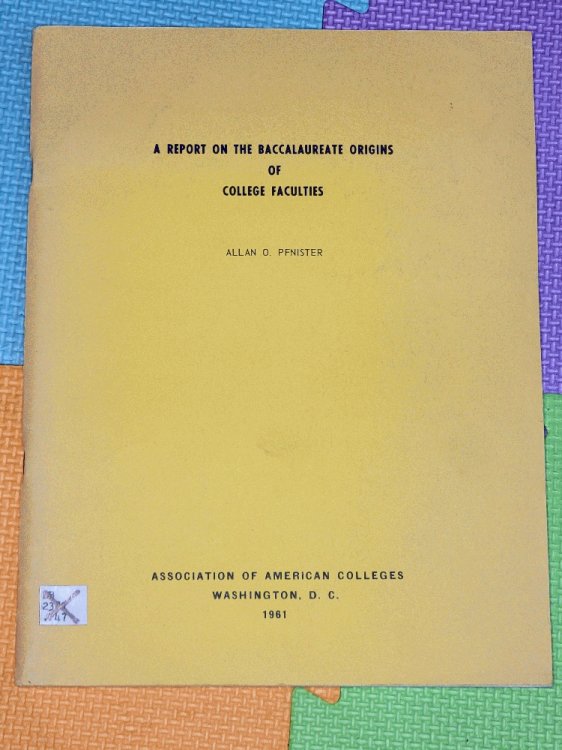 A REPORT ON THE BACCALAUREATE ORIGINS
OF
COLLEGE FACULTIES
ALLAN O. PFNISTER
ASSOCIATION OF AMERICAN COLLEGES
WASHINGTON, D. C.
1961